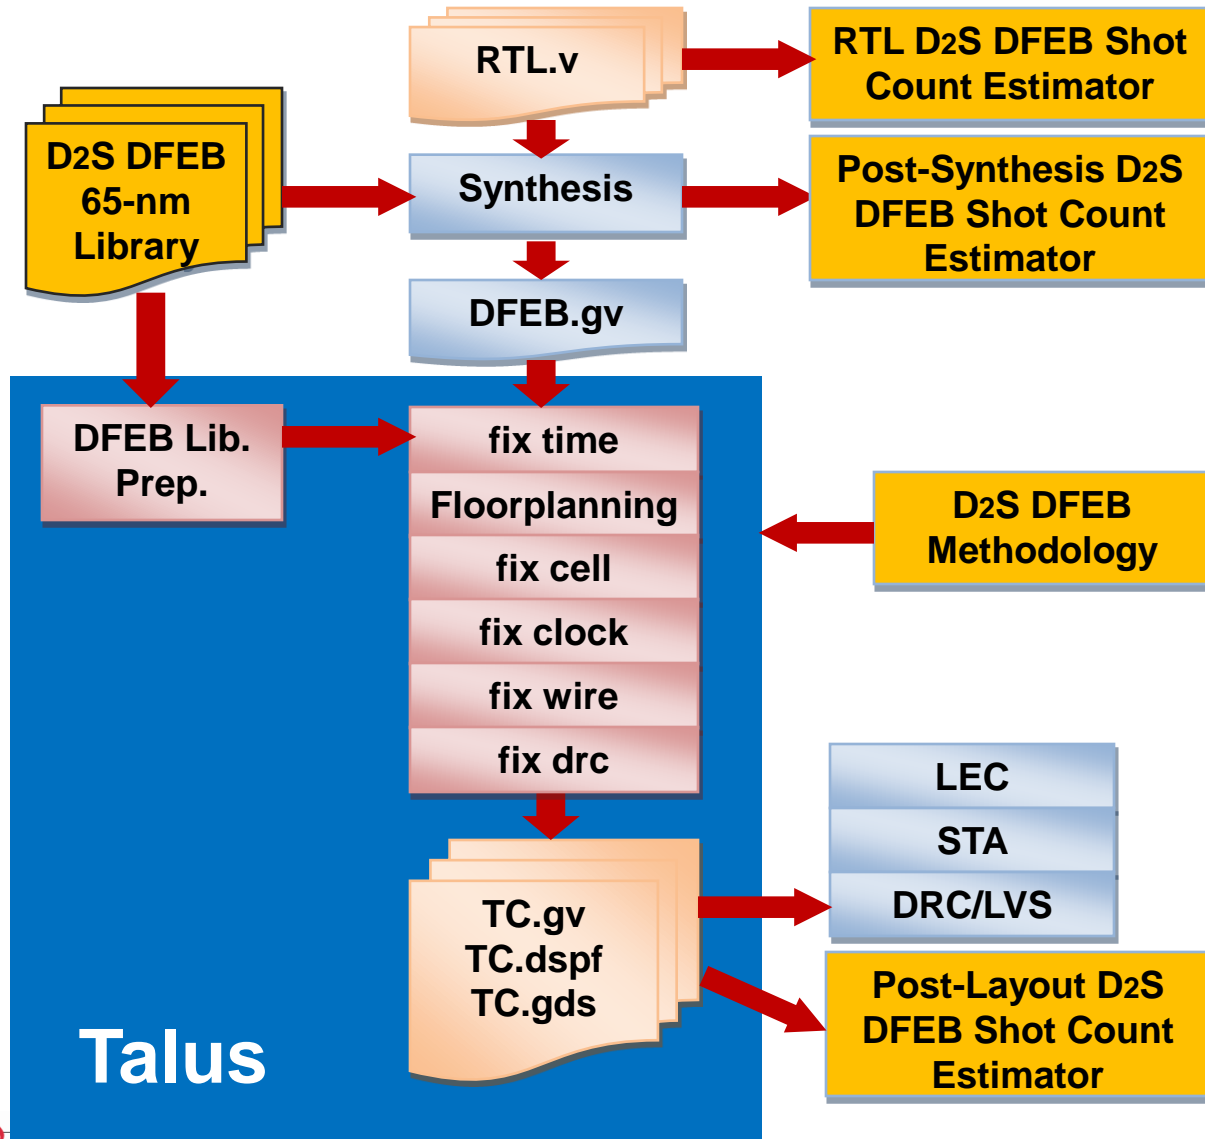 RTL.v
RTL D2S DFEB Shot
Count Estimator
D2S DFEB
65-nm
Library
Synthesis
Post-Synthesis D2S
DFEB Shot Count
Estimator
DFEB.gv
DFEB Lib.
Prep.
fix time
Floorplanning
fix cell
fix clock
fix wire
fix drc
D2S DFEB
Methodology
LEC
STA
DRC/LVS
TC.gv
TC.dspf
TC.gds
Post-Layout D2S
DFEB Shot Count
Estimator
Talus